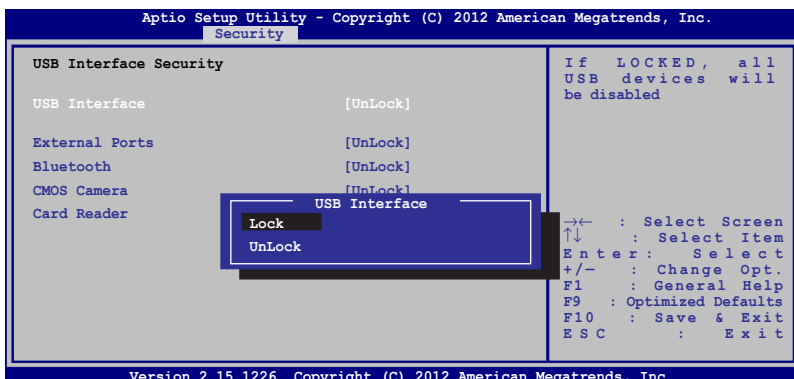 Aptio Setup Utility - Copyright (C) 2012 American Megatrends, Inc.
Security
USB Interface Security
USB Interface [UnLock]
External Ports [UnLock]
Bluetooth [UnLock]
CMOS Camera [UnLock]
Card Reader
USB Interface
Lock
UnLock
If LOCKED, all
USB devices will
be disabled
→← : Select Screen
↑↓ : Select Item
Enter: Select
+/— : Change Opt.
F1 : General Help
F9 : Optimized Defaults
F10 : Save & Exit
ESC : Exit
Version 2.15.1226. Copyright (C) 2012 American Megatrends, Inc.